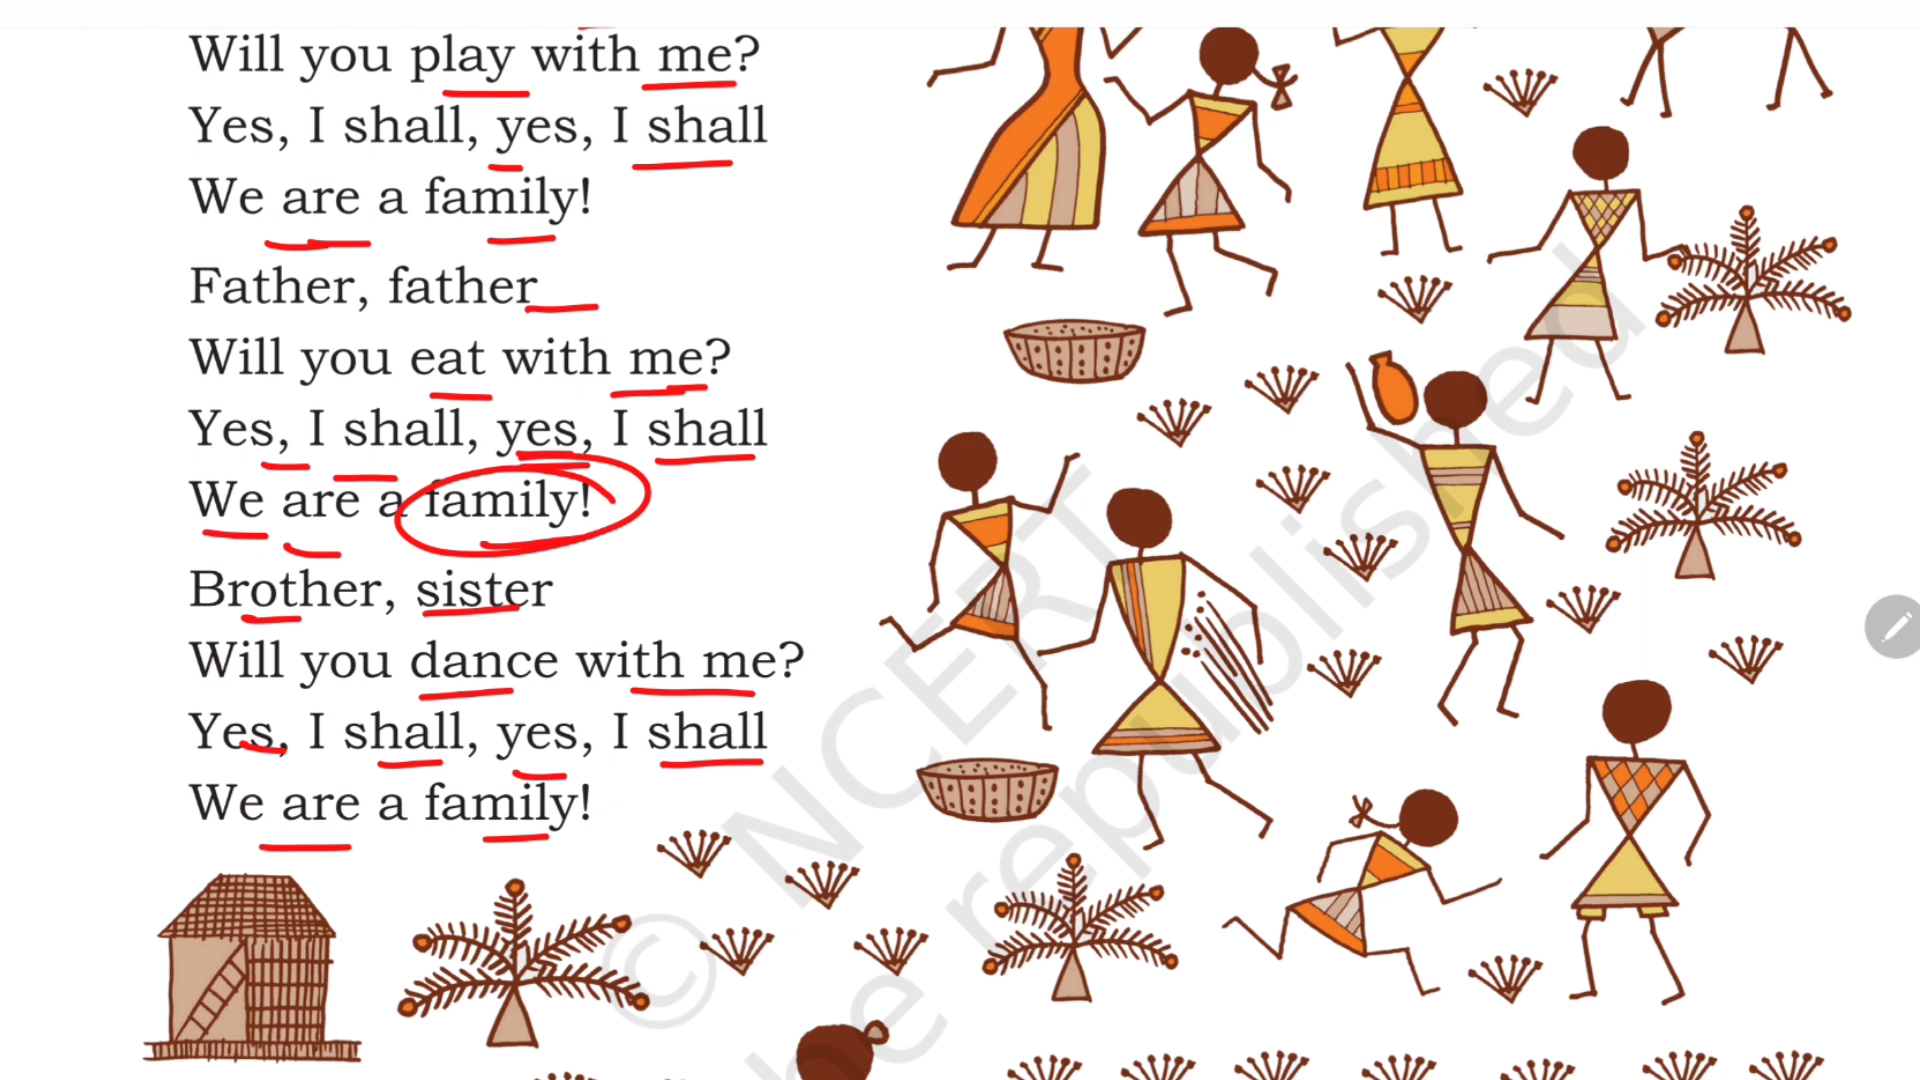 Will you play with me?
Yes, I shall, yes, I shall
We are a family!
Father, father
Will you eat with me?
Yes, I shall, yes, I shall
We are a family!
Brother, sister
Will you dance with me?
Yes, I shall, yes, I shall
We are a family!
© NCERT
be republished